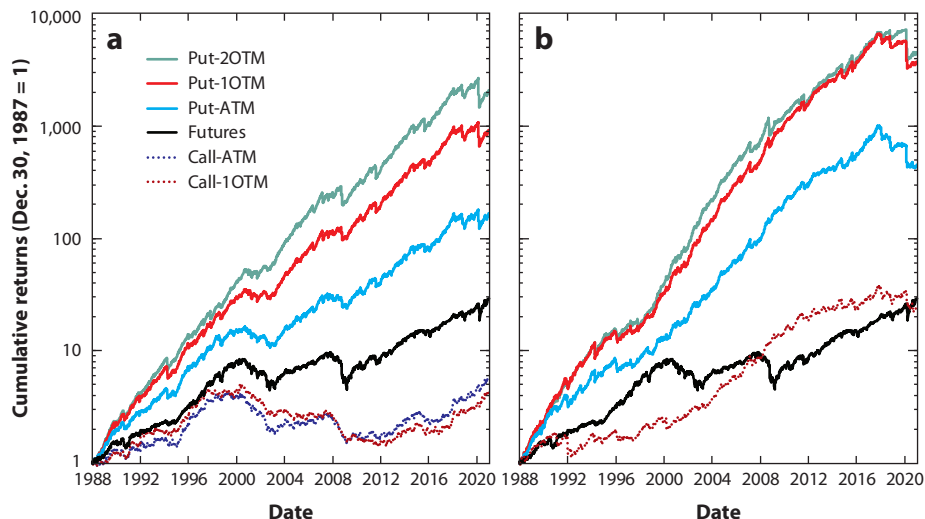 10,000
1,000
100
10
1
Cumulative returns (Dec. 30, 1987 = 1)
a
Put-2OTM
Put-1OTM
Put-ATM
Futures
Call-ATM
Call-1OTM
1988 1992 1996 2000 2004 2008 2012 2016 2020
Date
b
1988 1992 1996 2000 2004 2008 2012 2016 2020
Date